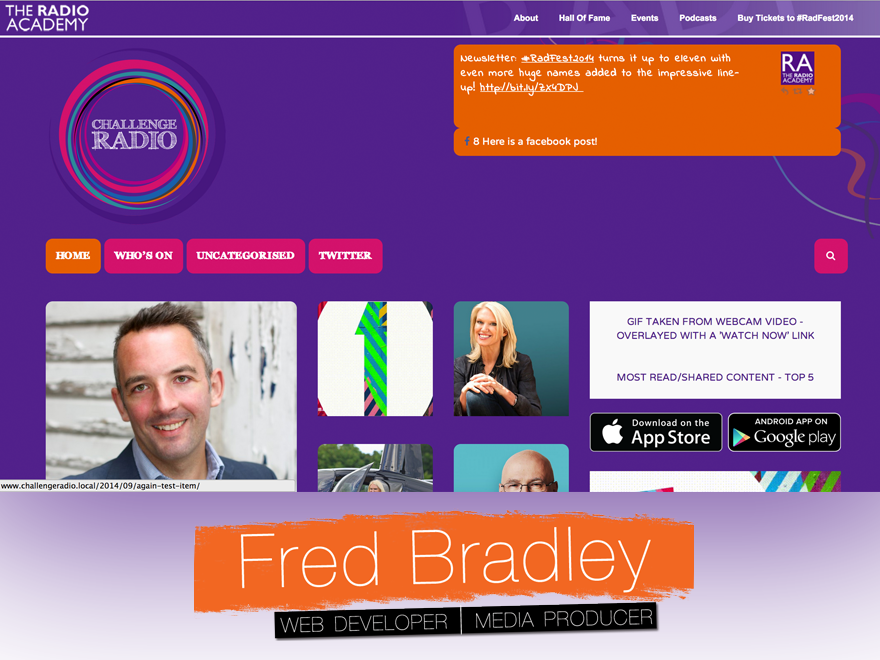 THE RADIO
ACADEMY
About Hall Of Fame Events Podcasts Buy Tickets to #RadFest2014
Newsletter: #RadFest2014 turns it up to eleven with
even more huge names added to the impressive line-
up! http://bit.ly/Zx4DPJ
RA
THE RADIO
ACADEMY
8 Here is a facebook post!
CHALLENGE
RADIO
HOME WHO'S ON UNCATEGORISED TWITTER
1
GIF TAKEN FROM WEBCAM VIDEO -
OVERLAYED WITH A 'WATCH NOW' LINK
MOST READ/SHARED CONTENT - TOP 5
Download on the
App Store
ANDROID APP ON
Google play
www.challengeradio.local/2014/09/again-test-item/
Fred Bradley
WEB DEVELOPER | MEDIA PRODUCER